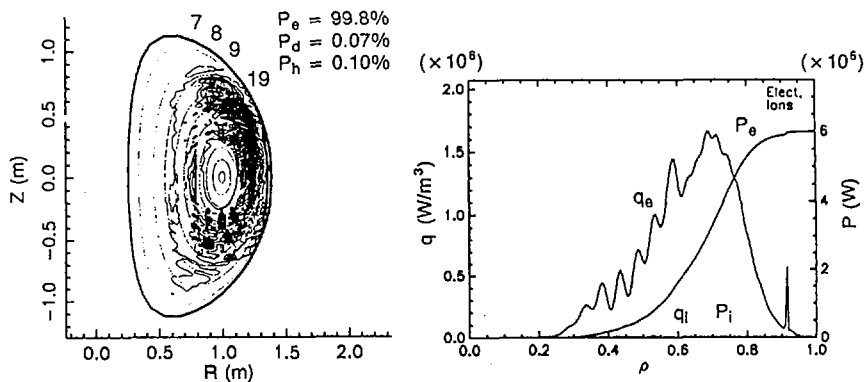 7 8 9 19
Pe = 99.8%
Pd = 0.07%
Ph = 0.10%
1.0
0.5
0.0
−0.5
−1.0
Z (m)
0.0 0.5 1.0 1.5 2.0
R (m)
(×10⁶) (×10⁶)
2.0
1.5
1.0
0.5
0.0
q (W/m³)
Elect.
Ions
Pe
qe
qi Pi
8
6
4
2
0
P (W)
0.0 0.2 0.4 0.6 0.8 1.0
ρ